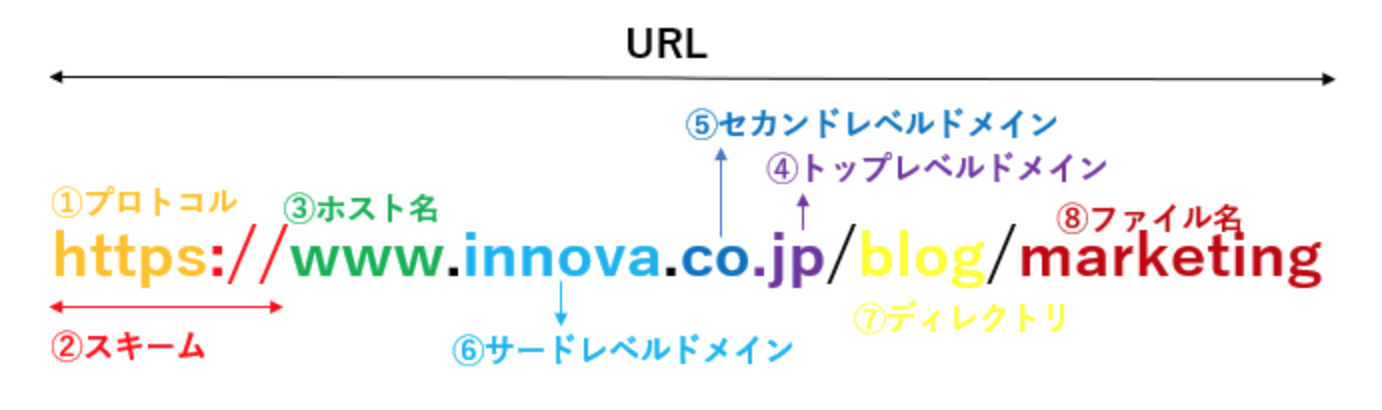 URL
⑤セカンドレベルドメイン
④トップレベルドメイン
①プロトコル
③ホスト名
⑧ファイル名
https://www.innova.co.jp/blog/marketing
⑦ディレクトリ
②スキーム
⑥サードレベルドメイン